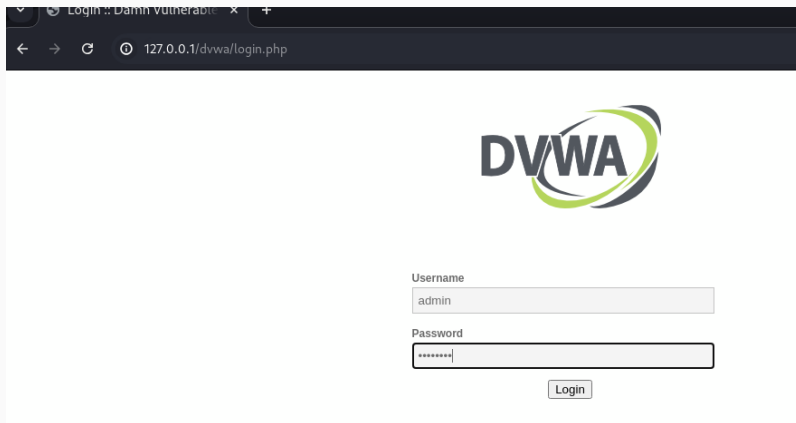 Login :: Damn Vulnerable
127.0.0.1/dvwa/login.php
DVWA
Username
admin
Password
••••••••
Login